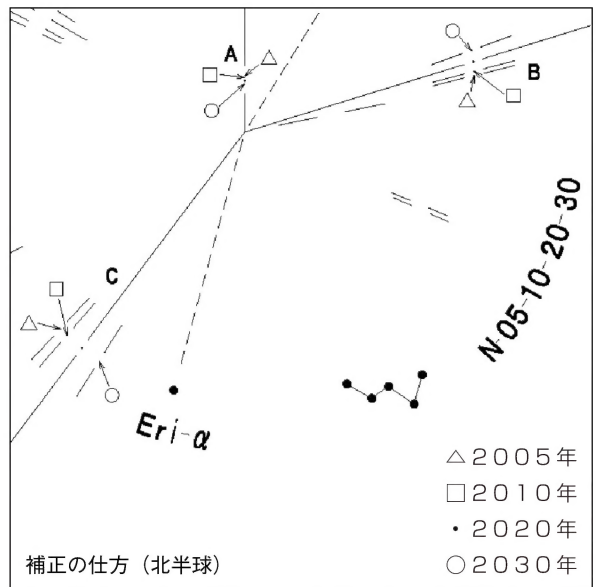 A
B
C
N-05-10-20-30
Eri-α
△2005年
□2010年
・2020年
○2030年
補正の仕方（北半球）